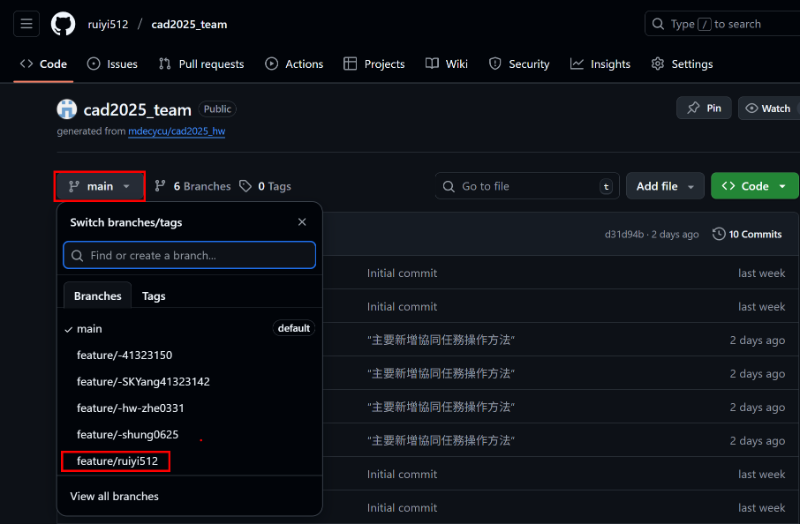 ruiyi512 / cad2025_team
Type / to search
Code Issues Pull requests Actions Projects Wiki Security Insights Settings
cad2025_team Public
Pin Watch
generated from mdecycu/cad2025_hw
main 6 Branches 0 Tags Go to file t Add file Code
Switch branches/tags
d31d94b · 2 days ago 10 Commits
Find or create a branch...
Initial commit last week
Branches Tags
Initial commit last week
main default
"主要新增協同任務操作方法" 2 days ago
feature/-41323150
"主要新增協同任務操作方法" 2 days ago
feature/-SKYang41323142
feature/-hw-zhe0331
"主要新增協同任務操作方法" 2 days ago
feature/-shung0625
"主要新增協同任務操作方法" 2 days ago
feature/ruiyi512
Initial commit last week
View all branches
Initial commit last week